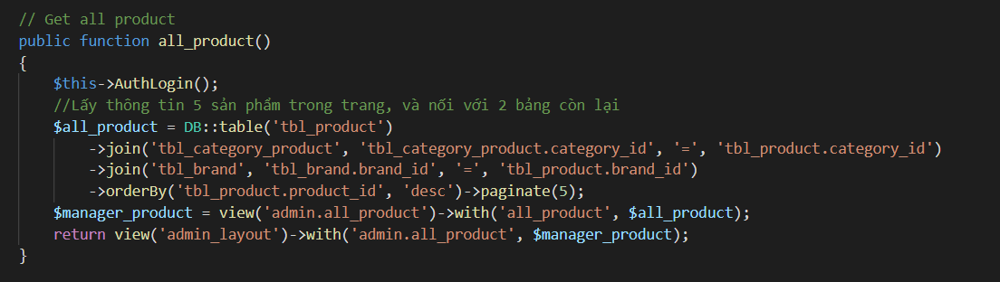 // Get all product
public function all_product()
{
$this->AuthLogin();
//Lấy thông tin 5 sản phẩm trong trang, và nối với 2 bảng còn lại
$all_product = DB::table('tbl_product')
->join('tbl_category_product', 'tbl_category_product.category_id', '=', 'tbl_product.category_id')
->join('tbl_brand', 'tbl_brand.brand_id', '=', 'tbl_product.brand_id')
->orderBy('tbl_product.product_id', 'desc')->paginate(5);
$manager_product = view('admin.all_product')->with('all_product', $all_product);
return view('admin_layout')->with('admin.all_product', $manager_product);
}